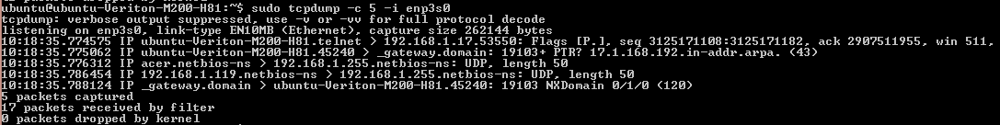 ubuntu@ubuntu-Veriton-M200-H81:~$ sudo tcpdump -c 5 -i enp3s0
tcpdump: verbose output suppressed, use -v or -vv for full protocol decode
listening on enp3s0, link-type EN10MB (Ethernet), capture size 262144 bytes
10:18:35.774575 IP ubuntu-Veriton-M200-H81.telnet > 192.168.1.17.53550: Flags [P.], seq 3125171108:3125171182, ack 2907511955, win 511,
10:18:35.775062 IP ubuntu-Veriton-M200-H81.45240 > _gateway.domain: 19103+ PTR? 17.1.168.192.in-addr.arpa. (43)
10:18:35.776312 IP acer.netbios-ns > 192.168.1.255.netbios-ns: UDP, length 50
10:18:35.786454 IP 192.168.1.119.netbios-ns > 192.168.1.255.netbios-ns: UDP, length 50
10:18:35.788124 IP _gateway.domain > ubuntu-Veriton-M200-H81.45240: 19103 NXDomain 0/1/0 (120)
5 packets captured
17 packets received by filter
0 packets dropped by kernel